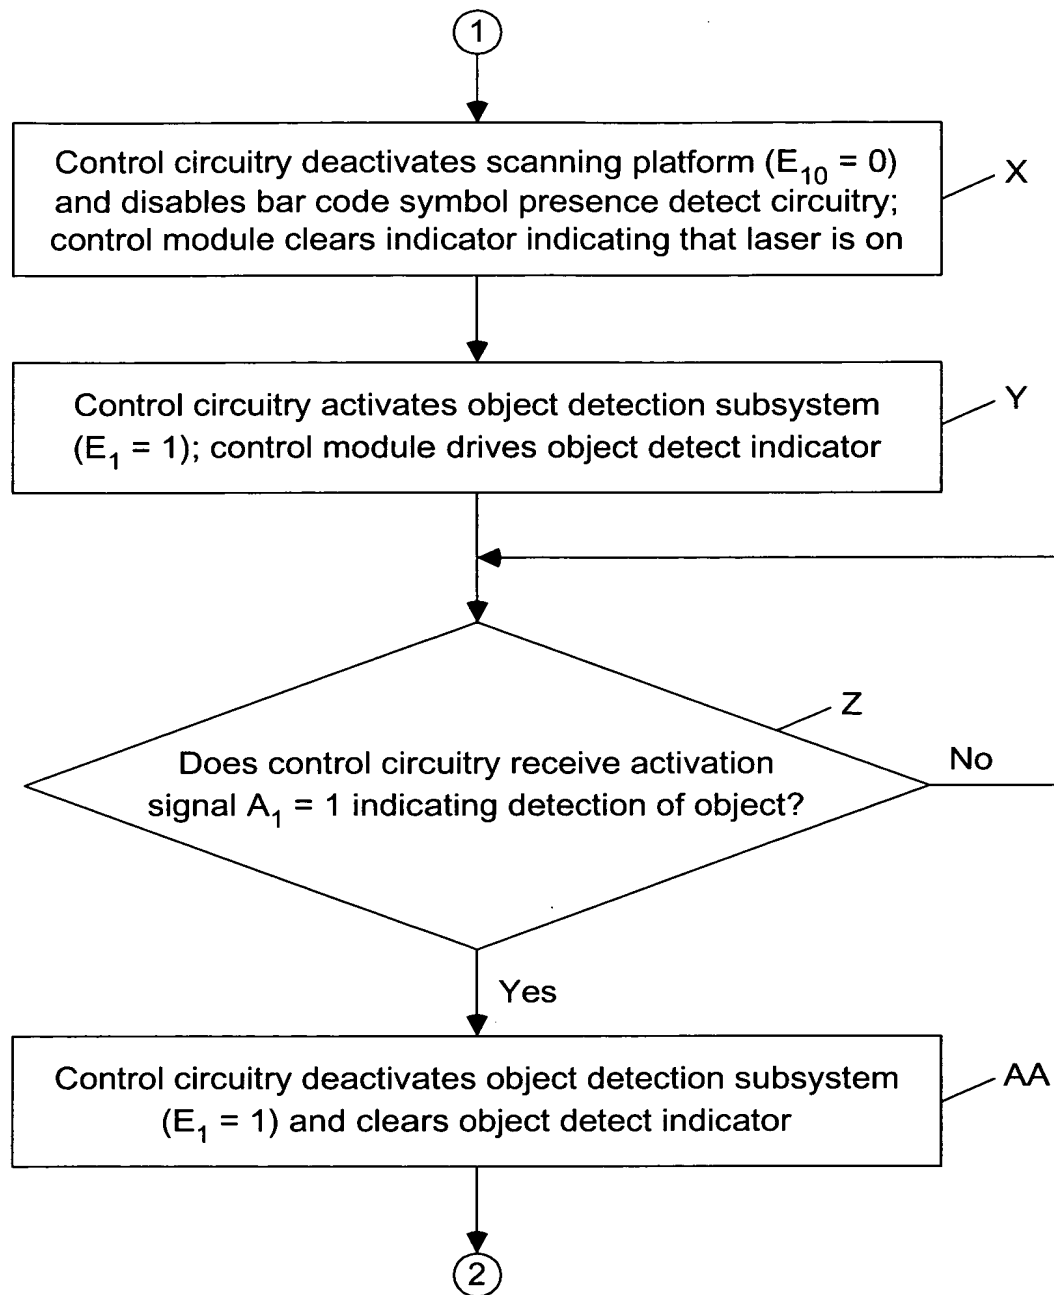 1
Control circuitry deactivates scanning platform (E₁₀ = 0)
and disables bar code symbol presence detect circuitry;
control module clears indicator indicating that laser is on
X
Control circuitry activates object detection subsystem
(E₁ = 1); control module drives object detect indicator
Y
Z
Does control circuitry receive activation
signal A₁ = 1 indicating detection of object?
No
Yes
Control circuitry deactivates object detection subsystem
(E₁ = 1) and clears object detect indicator
AA
2